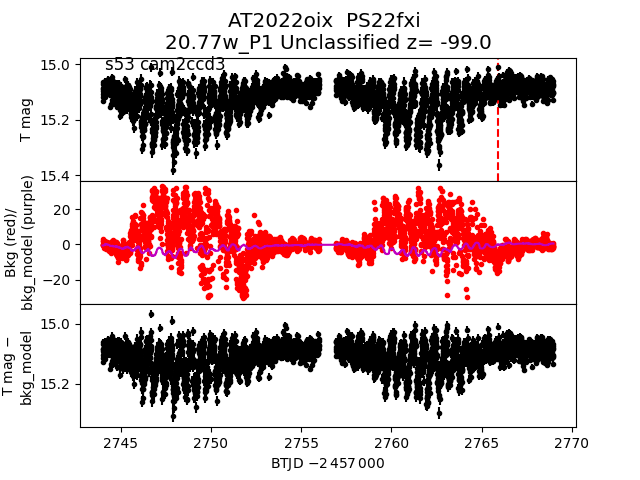 AT2022oix  PS22fxi
20.77w_P1 Unclassified z= -99.0
s53 cam2ccd3
15.0
15.2
15.4
T mag
20
0
−20
Bkg (red)/
bkg_model (purple)
15.0
15.2
T mag −
bkg_model
2745
2750
2755
2760
2765
2770
BTJD −2 457 000